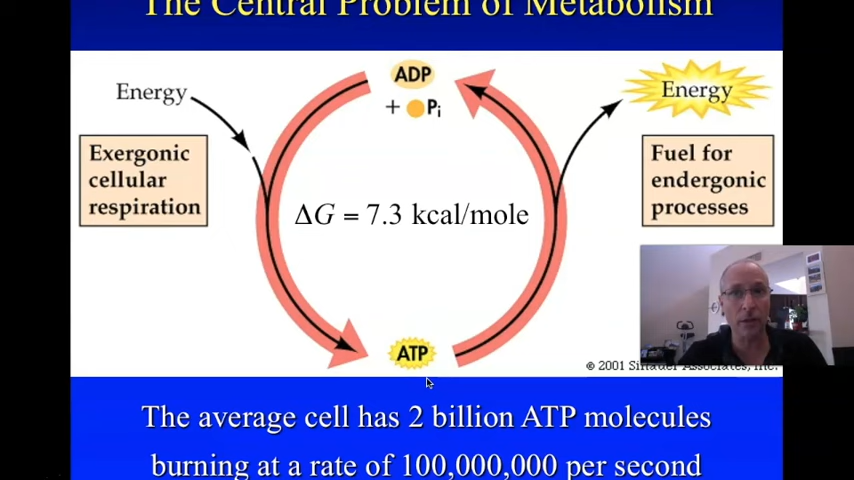 The Central Problem of Metabolism
ADP
+ Pi
Energy
Energy
Exergonic
cellular
respiration
Fuel for
endergonic
processes
ΔG = 7.3 kcal/mole
ATP
© 2001 Sinauer Associates, Inc.
The average cell has 2 billion ATP molecules
burning at a rate of 100,000,000 per second